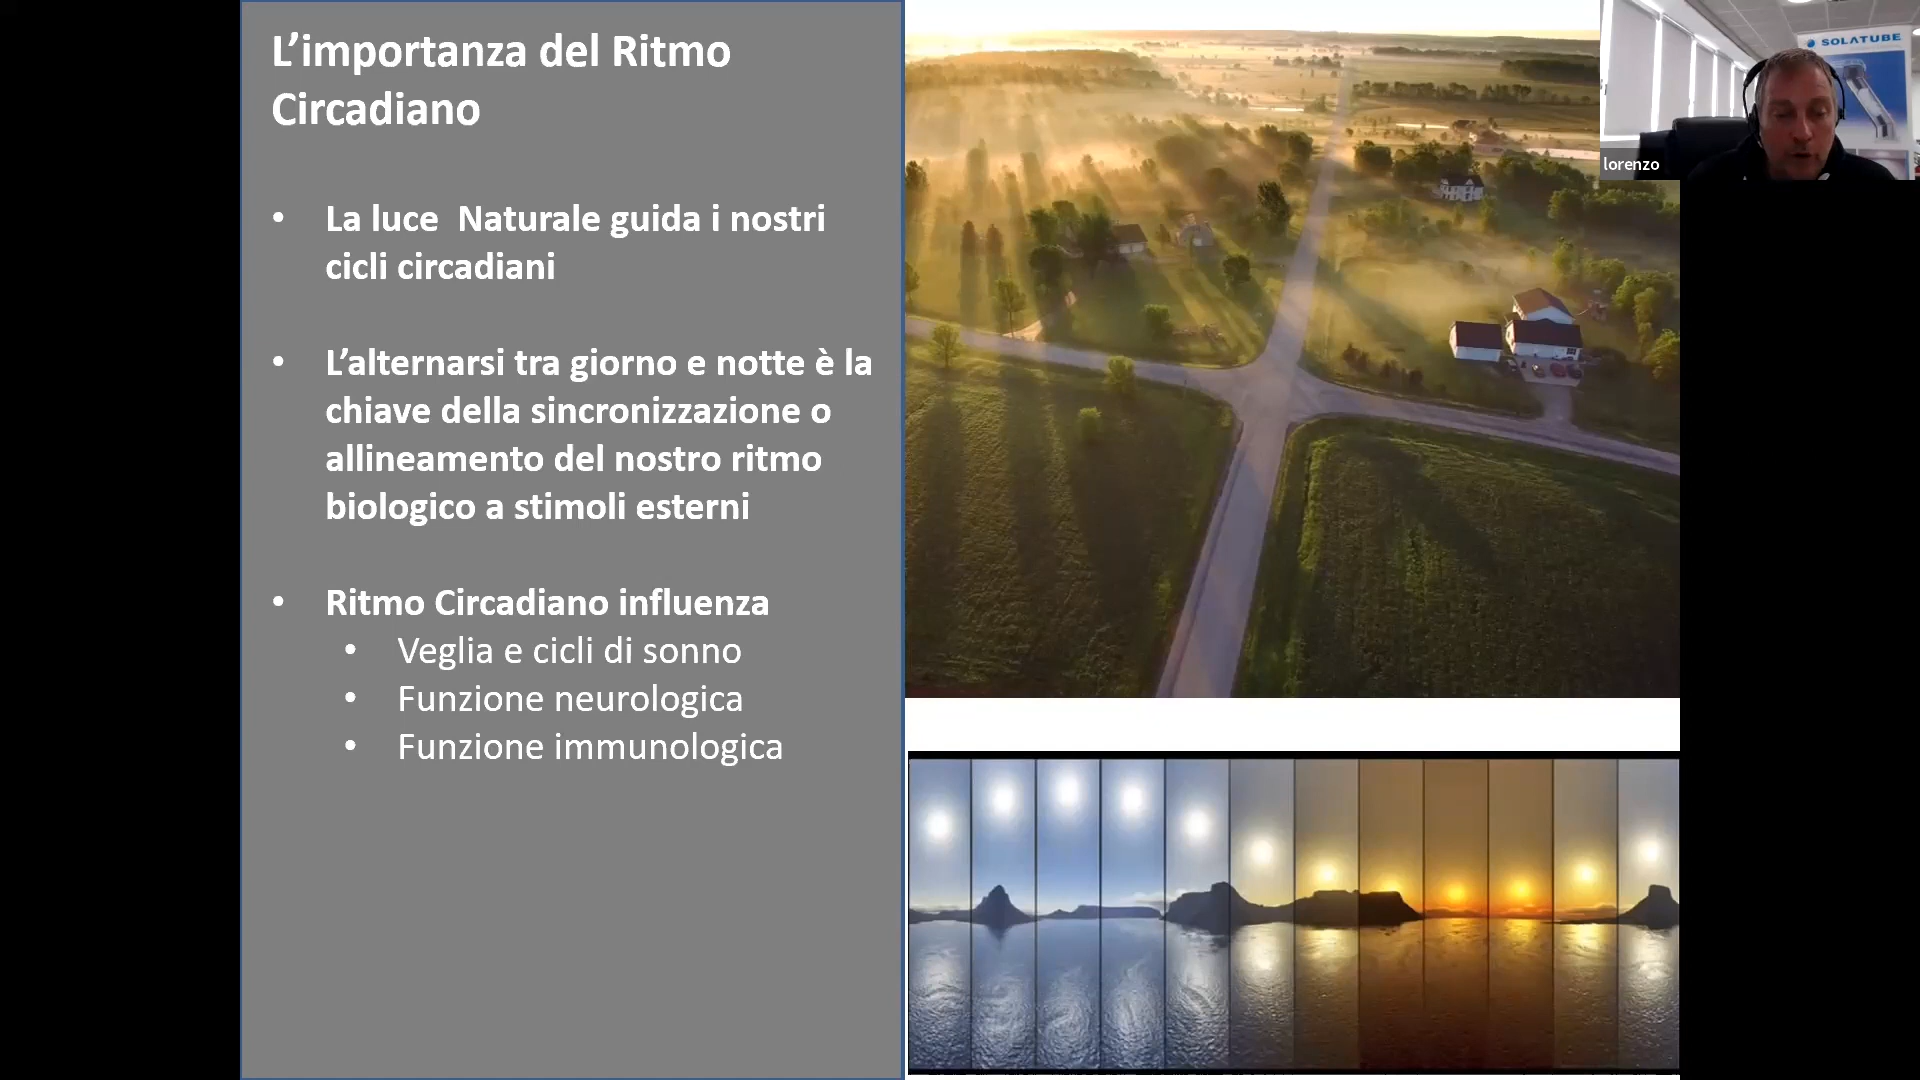 L’importanza del Ritmo
Circadiano
• La luce  Naturale guida i nostri
cicli circadiani
• L’alternarsi tra giorno e notte è la
chiave della sincronizzazione o
allineamento del nostro ritmo
biologico a stimoli esterni
• Ritmo Circadiano influenza
• Veglia e cicli di sonno
• Funzione neurologica
• Funzione immunologica
SOLATUBE
lorenzo